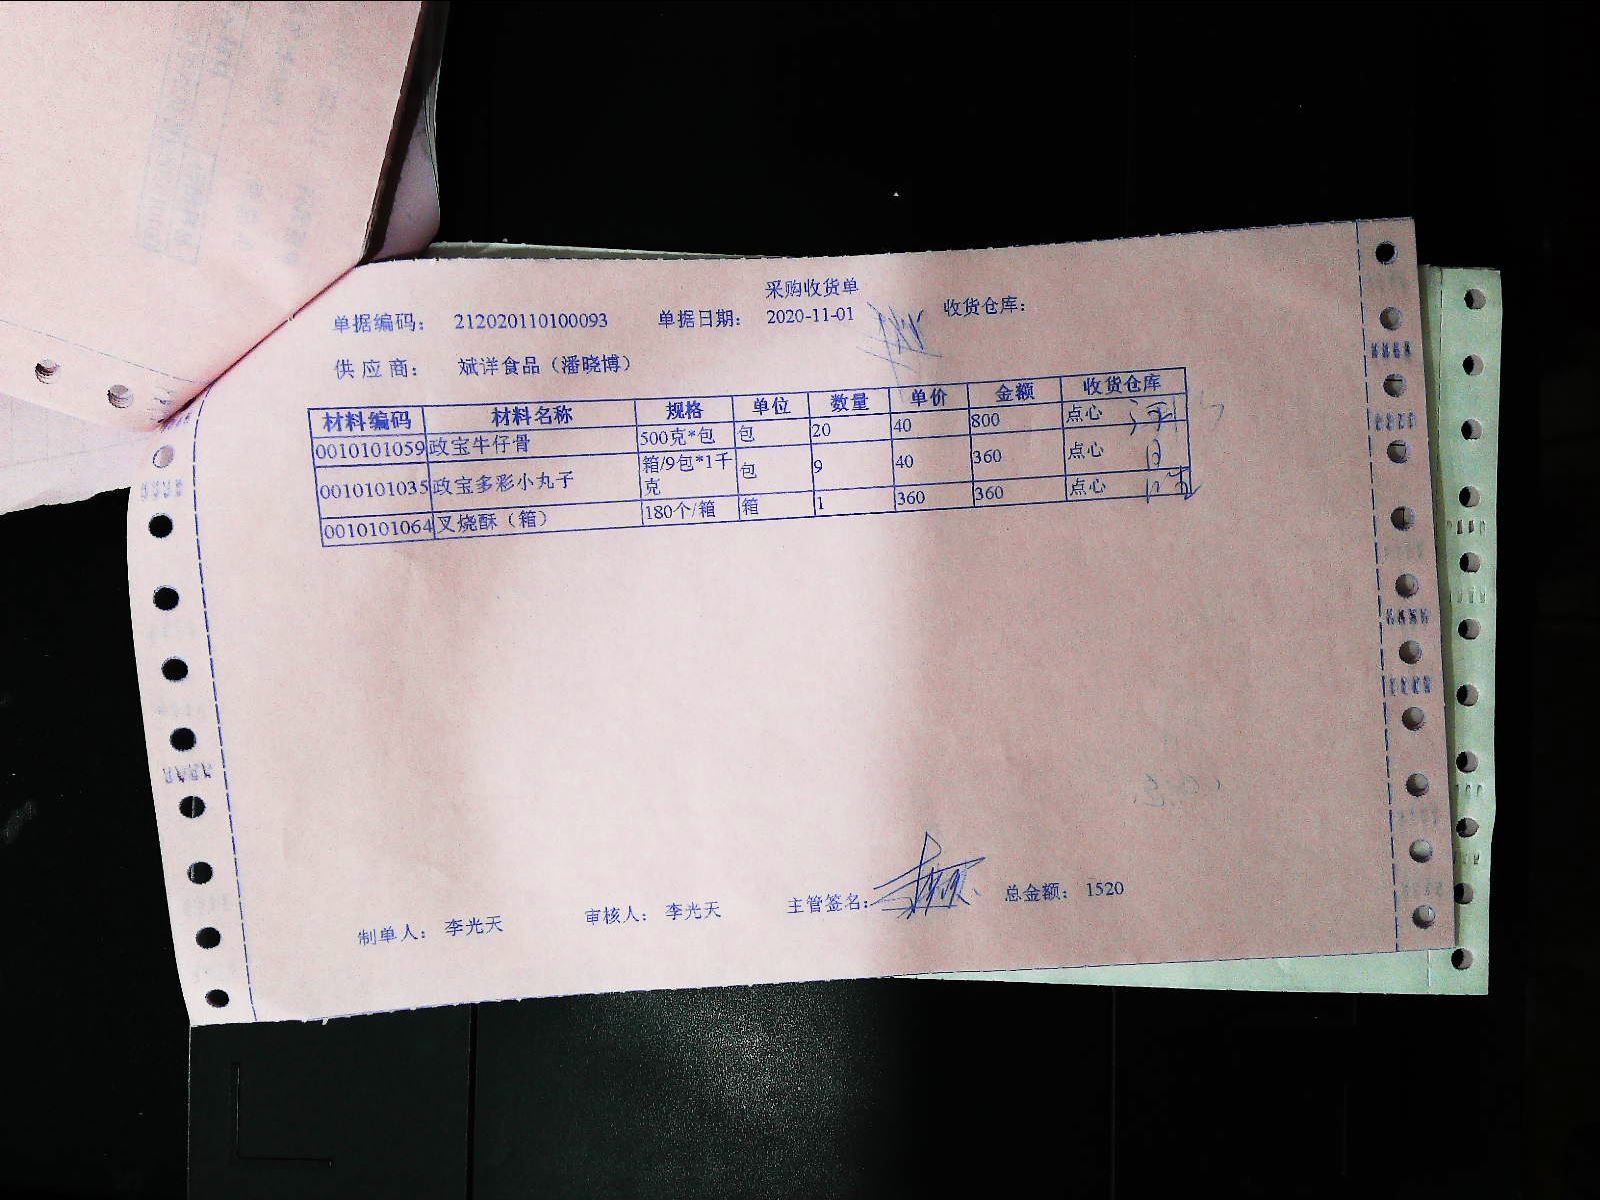 采购收货单
单据编码： 212020110100093 单据日期： 2020-11-01 收货仓库：
供应商： 斌洋食品（潘晓博）
材料编码 材料名称 规格 单位 数量 单价 金额 收货仓库
0010101059 政宝牛仔骨 500克*包 包 20 40 800 点心
0010101035 政宝多彩小丸子 箱/9包*1千克 包 9 40 360 点心
0010101064 叉烧酥（箱） 180个/箱 箱 1 360 360 点心
制单人： 李光天 审核人： 李光天 主管签名： 总金额： 1520